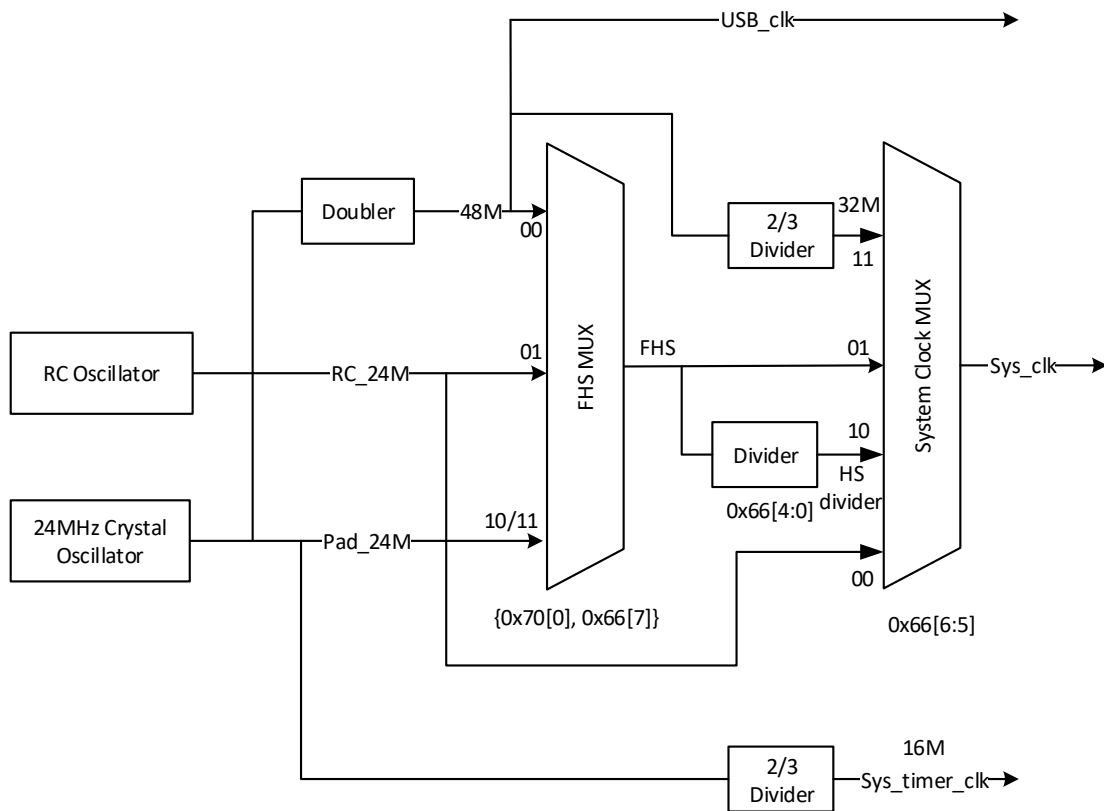 USB_clk
Doubler
48M
00
2/3
Divider
32M
11
RC Oscillator
RC_24M
01
FHS MUX
FHS
01
System Clock MUX
Sys_clk
Divider
10
HS
divider
0x66[4:0]
24MHz Crystal
Oscillator
Pad_24M
10/11
00
{0x70[0], 0x66[7]}
0x66[6:5]
2/3
Divider
16M
Sys_timer_clk